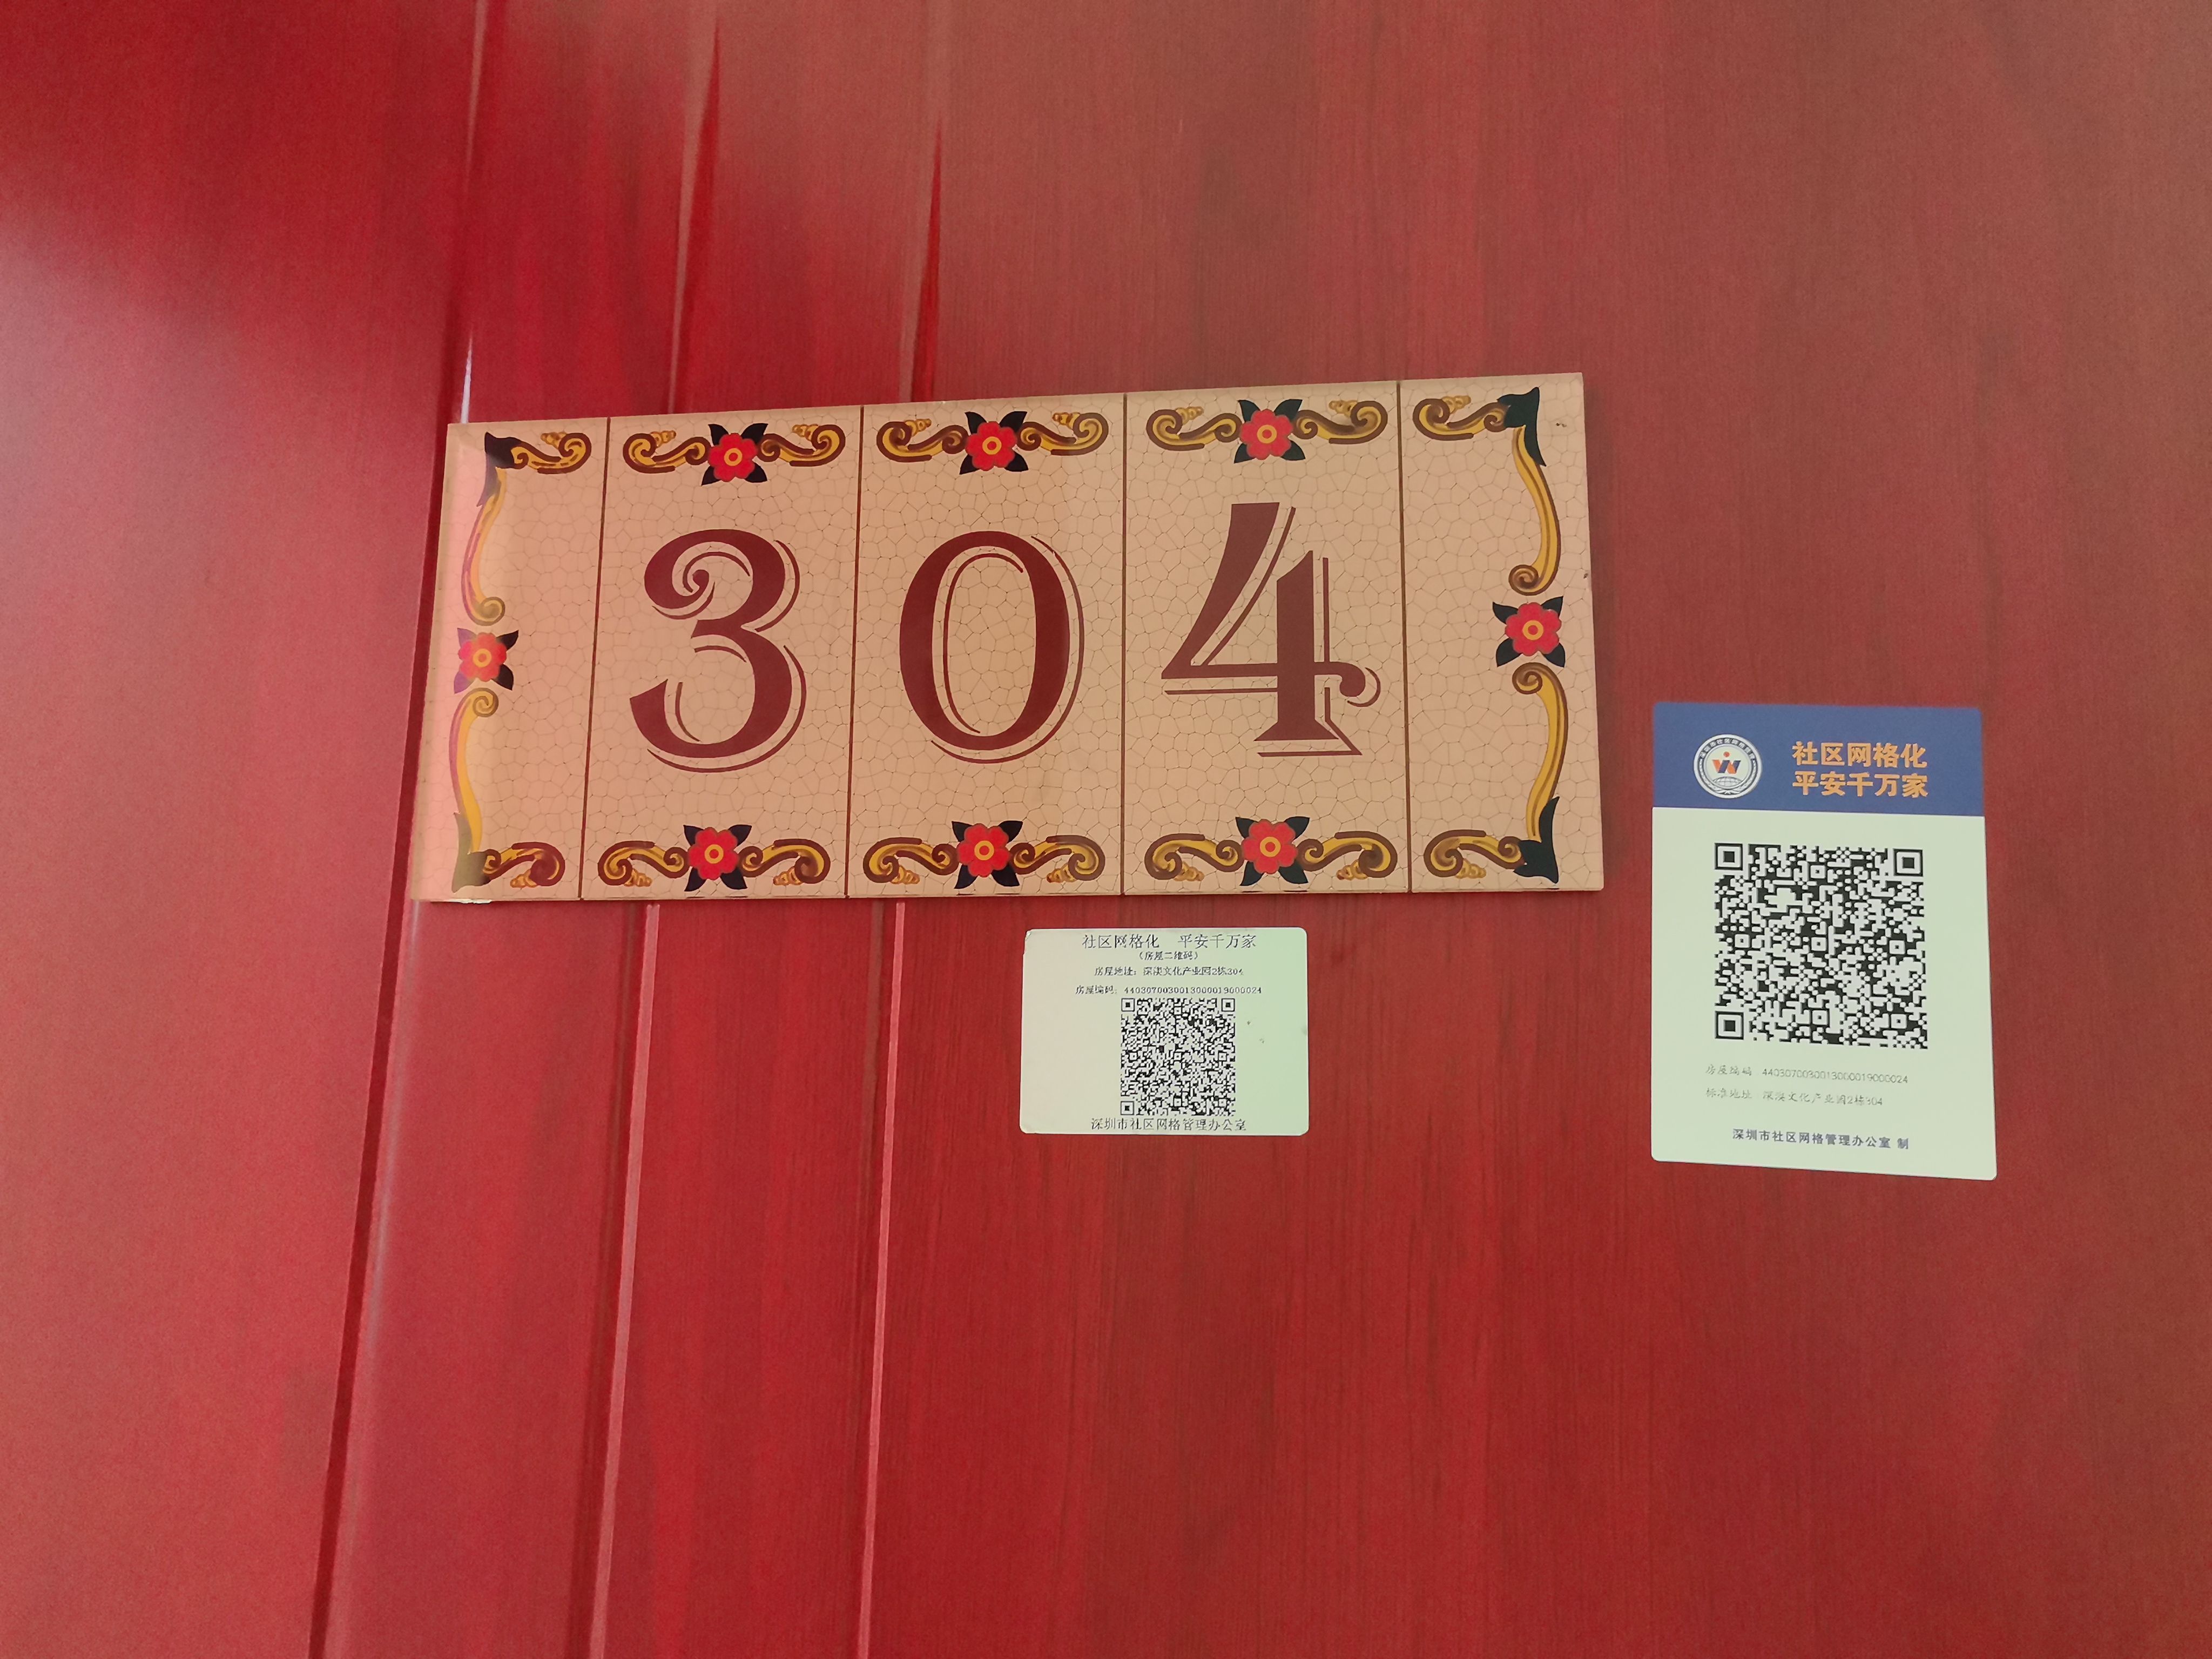 304
社区网格化 平安千万家
(房屋二维码)
房屋地址：深溪文化产业园2栋304
房屋编码：4403070030013000019000024
深圳市社区网格管理办公室
社区网格化
平安千万家
房屋编码 4403070030013000019000024
标准地址 深溪文化产业园2栋304
深圳市社区网格管理办公室 制